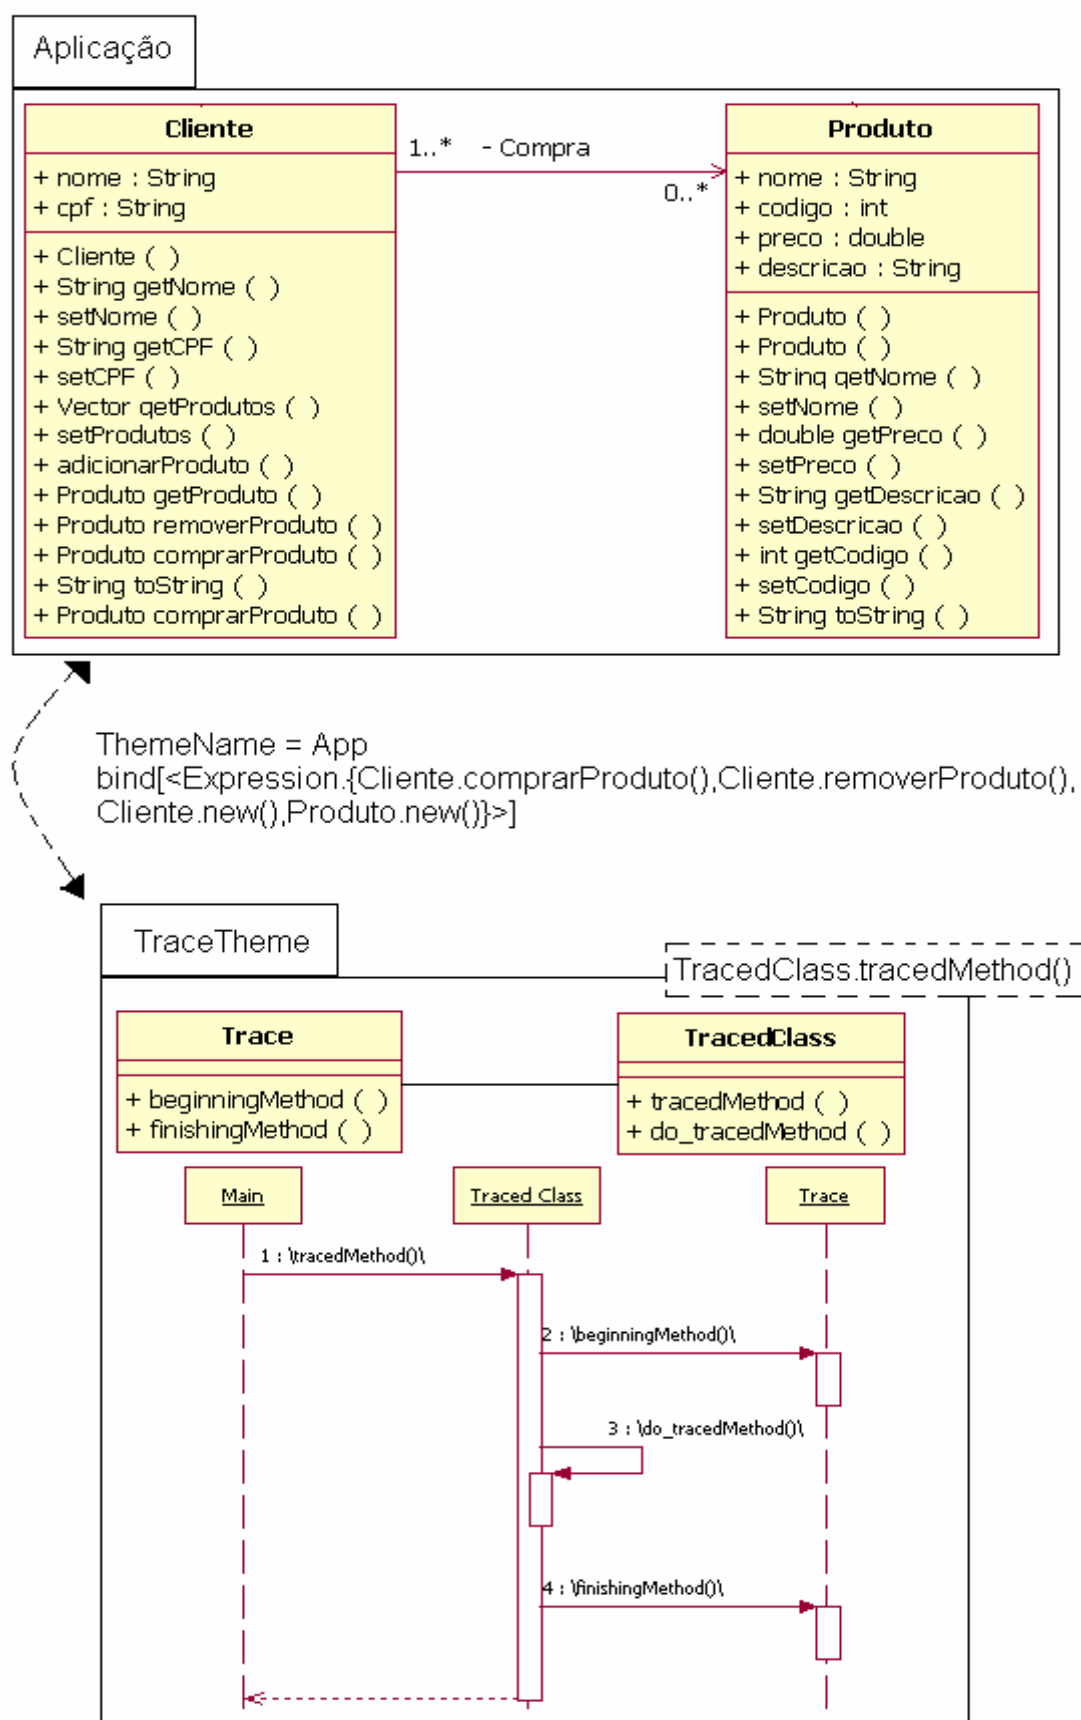 Aplicação
Cliente
+ nome : String
+ cpf : String
+ Cliente ( )
+ String getNome ( )
+ setNome ( )
+ String getCPF ( )
+ setCPF ( )
+ Vector getProdutos ( )
+ setProdutos ( )
+ adicionarProduto ( )
+ Produto getProduto ( )
+ Produto removerProduto ( )
+ Produto comprarProduto ( )
+ String toString ( )
+ Produto comprarProduto ( )
1..* - Compra
0..*
Produto
+ nome : String
+ codigo : int
+ preco : double
+ descricao : String
+ Produto ( )
+ Produto ( )
+ String getNome ( )
+ setNome ( )
+ double getPreco ( )
+ setPreco ( )
+ String getDescricao ( )
+ setDescricao ( )
+ int getCodigo ( )
+ setCodigo ( )
+ String toString ( )
ThemeName = App
bind[<Expression.{Cliente.comprarProduto(),Cliente.removerProduto(),
Cliente.new(),Produto.new()}>]
TraceTheme
TracedClass.tracedMethod()
Trace
+ beginningMethod ( )
+ finishingMethod ( )
TracedClass
+ tracedMethod ( )
+ do_tracedMethod ( )
Main
Traced Class
Trace
1 : \tracedMethod()\
2 : \beginningMethod()\
3 : \do_tracedMethod()\
4 : \finishingMethod()\